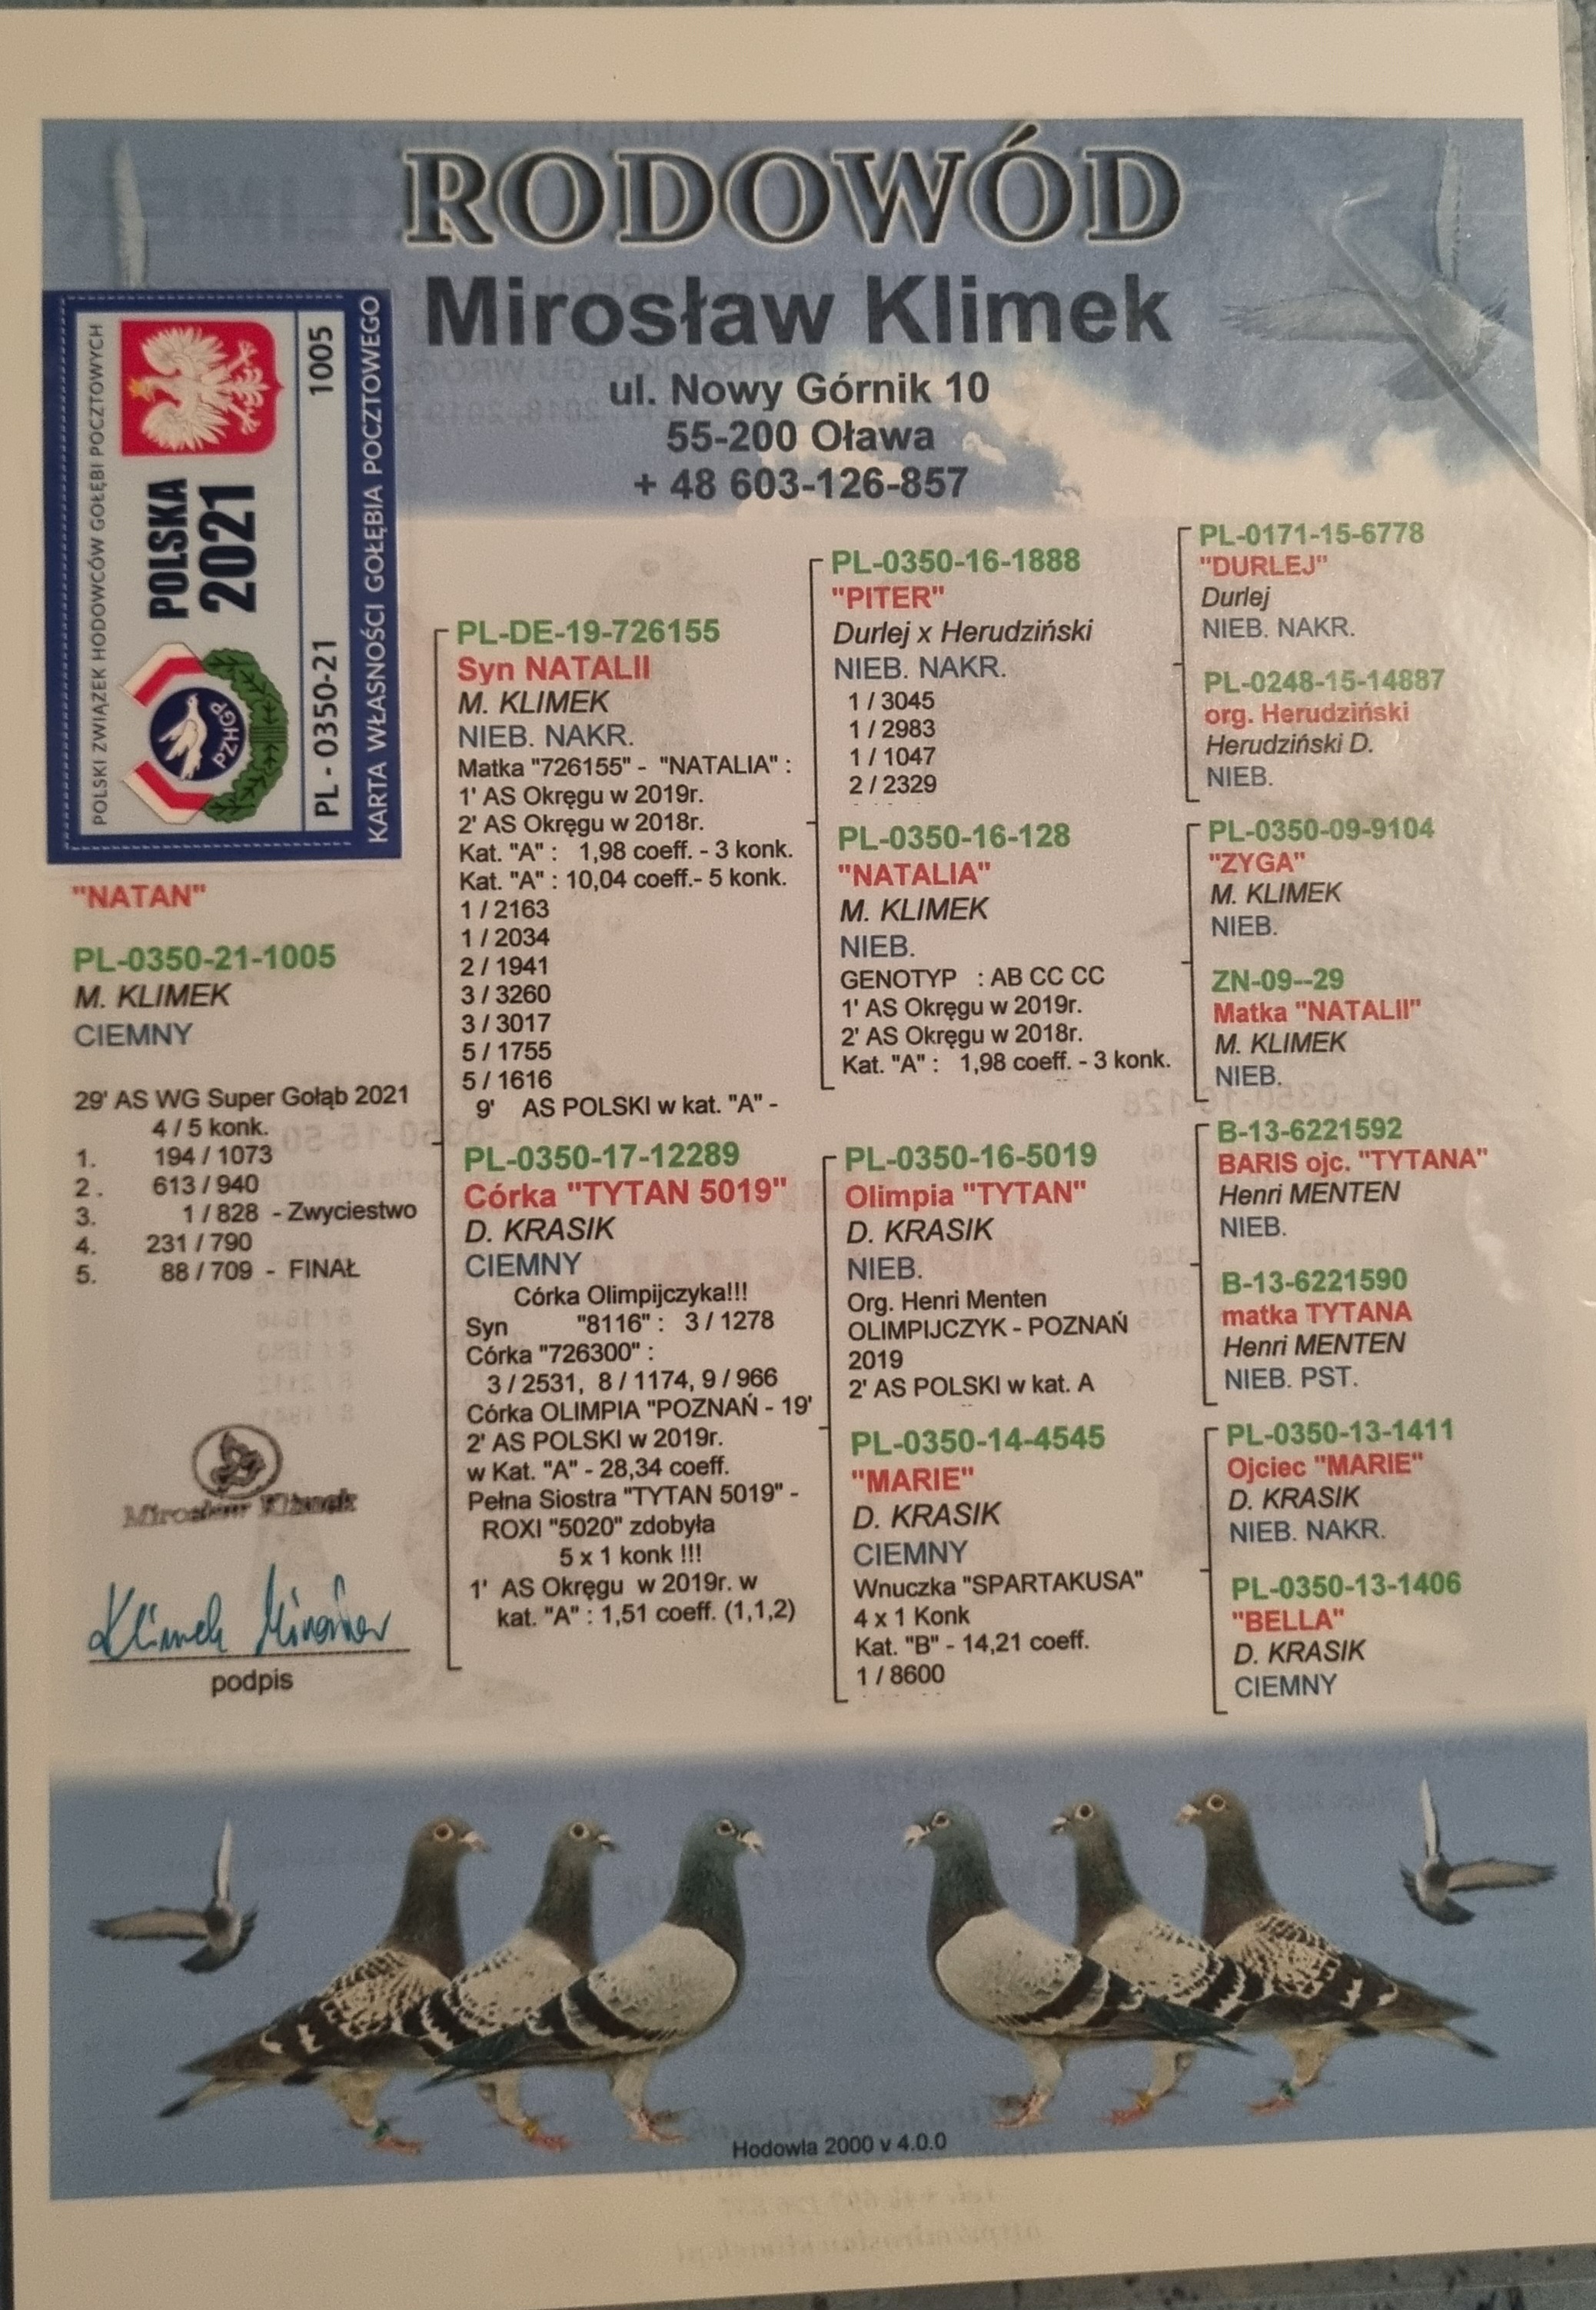 RODOWÓD
Mirosław Klimek
ul. Nowy Górnik 10
55-200 Oława
+ 48 603-126-857
POLSKI ZWIĄZEK HODOWCÓW GOŁĘBI POCZTOWYCH
POLSKA
2021
PZHGP
PL - 0350-21 1005
KARTA WŁASNOŚCI GOŁĘBIA POCZTOWEGO
"NATAN"
PL-0350-21-1005
M. KLIMEK
CIEMNY
29' AS WG Super Gołąb 2021
4 / 5 konk.
1. 194 / 1073
2. 613 / 940
3. 1 / 828 - Zwyciestwo
4. 231 / 790
5. 88 / 709 - FINAŁ
Mirosław Klimek
Klimek Mirosław
podpis
PL-DE-19-726155
Syn NATALII
M. KLIMEK
NIEB. NAKR.
Matka "726155" - "NATALIA" :
1' AS Okręgu w 2019r.
2' AS Okręgu w 2018r.
Kat. "A" : 1,98 coeff. - 3 konk.
Kat. "A" : 10,04 coeff.- 5 konk.
1 / 2163
1 / 2034
2 / 1941
3 / 3260
3 / 3017
5 / 1755
5 / 1616
9' AS POLSKI w kat. "A" -
PL-0350-17-12289
Córka "TYTAN 5019"
D. KRASIK
CIEMNY
Córka Olimpijczyka!!!
Syn "8116" : 3 / 1278
Córka "726300" :
3 / 2531, 8 / 1174, 9 / 966
Córka OLIMPIA "POZNAŃ - 19'
2' AS POLSKI w 2019r.
w Kat. "A" - 28,34 coeff.
Pełna Siostra "TYTAN 5019" -
ROXI "5020" zdobyła
5 x 1 konk !!!
1' AS Okręgu w 2019r. w
kat. "A" : 1,51 coeff. (1,1,2)
PL-0350-16-1888
"PITER"
Durlej x Herudziński
NIEB. NAKR.
1 / 3045
1 / 2983
1 / 1047
2 / 2329
PL-0350-16-128
"NATALIA"
M. KLIMEK
NIEB.
GENOTYP : AB CC CC
1' AS Okręgu w 2019r.
2' AS Okręgu w 2018r.
Kat. "A" : 1,98 coeff. - 3 konk.
PL-0350-16-5019
Olimpia "TYTAN"
D. KRASIK
NIEB.
Org. Henri Menten
OLIMPIJCZYK - POZNAŃ
2019
2' AS POLSKI w kat. A
PL-0350-14-4545
"MARIE"
D. KRASIK
CIEMNY
Wnuczka "SPARTAKUSA"
4 x 1 Konk
Kat. "B" - 14,21 coeff.
1 / 8600
PL-0171-15-6778
"DURLEJ"
Durlej
NIEB. NAKR.
PL-0248-15-14887
org. Herudziński
Herudziński D.
NIEB.
PL-0350-09-9104
"ZYGA"
M. KLIMEK
NIEB.
ZN-09--29
Matka "NATALII"
M. KLIMEK
NIEB.
B-13-6221592
BARIS ojc. "TYTANA"
Henri MENTEN
NIEB.
B-13-6221590
matka TYTANA
Henri MENTEN
NIEB. PST.
PL-0350-13-1411
Ojciec "MARIE"
D. KRASIK
NIEB. NAKR.
PL-0350-13-1406
"BELLA"
D. KRASIK
CIEMNY
Hodowla 2000 v 4.0.0